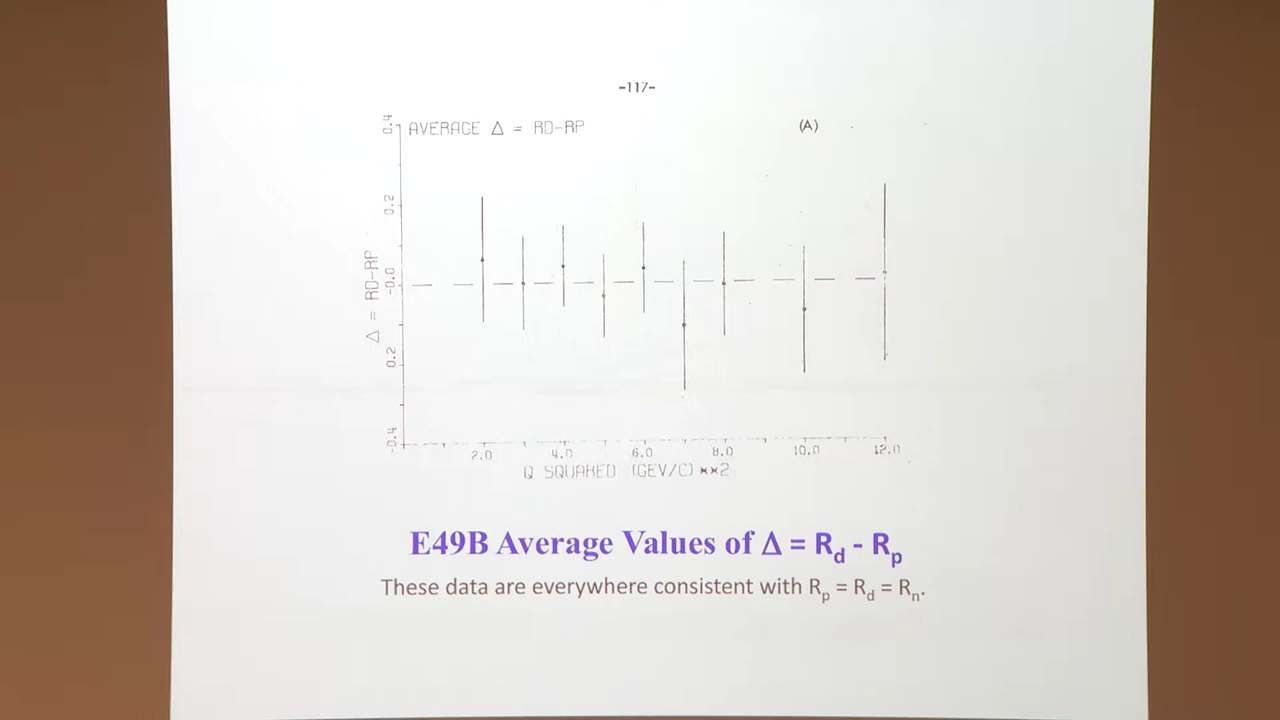 -117-
AVERAGE Δ = RD-RP
(A)
0.4
0.2
-0.0
0.2
-0.4
Δ = RD-RP
2.0 4.0 6.0 8.0 10.0 12.0
Q SQUARED (GEV/C) **2
E49B Average Values of Δ = Rd - Rp
These data are everywhere consistent with Rp = Rd = Rn.